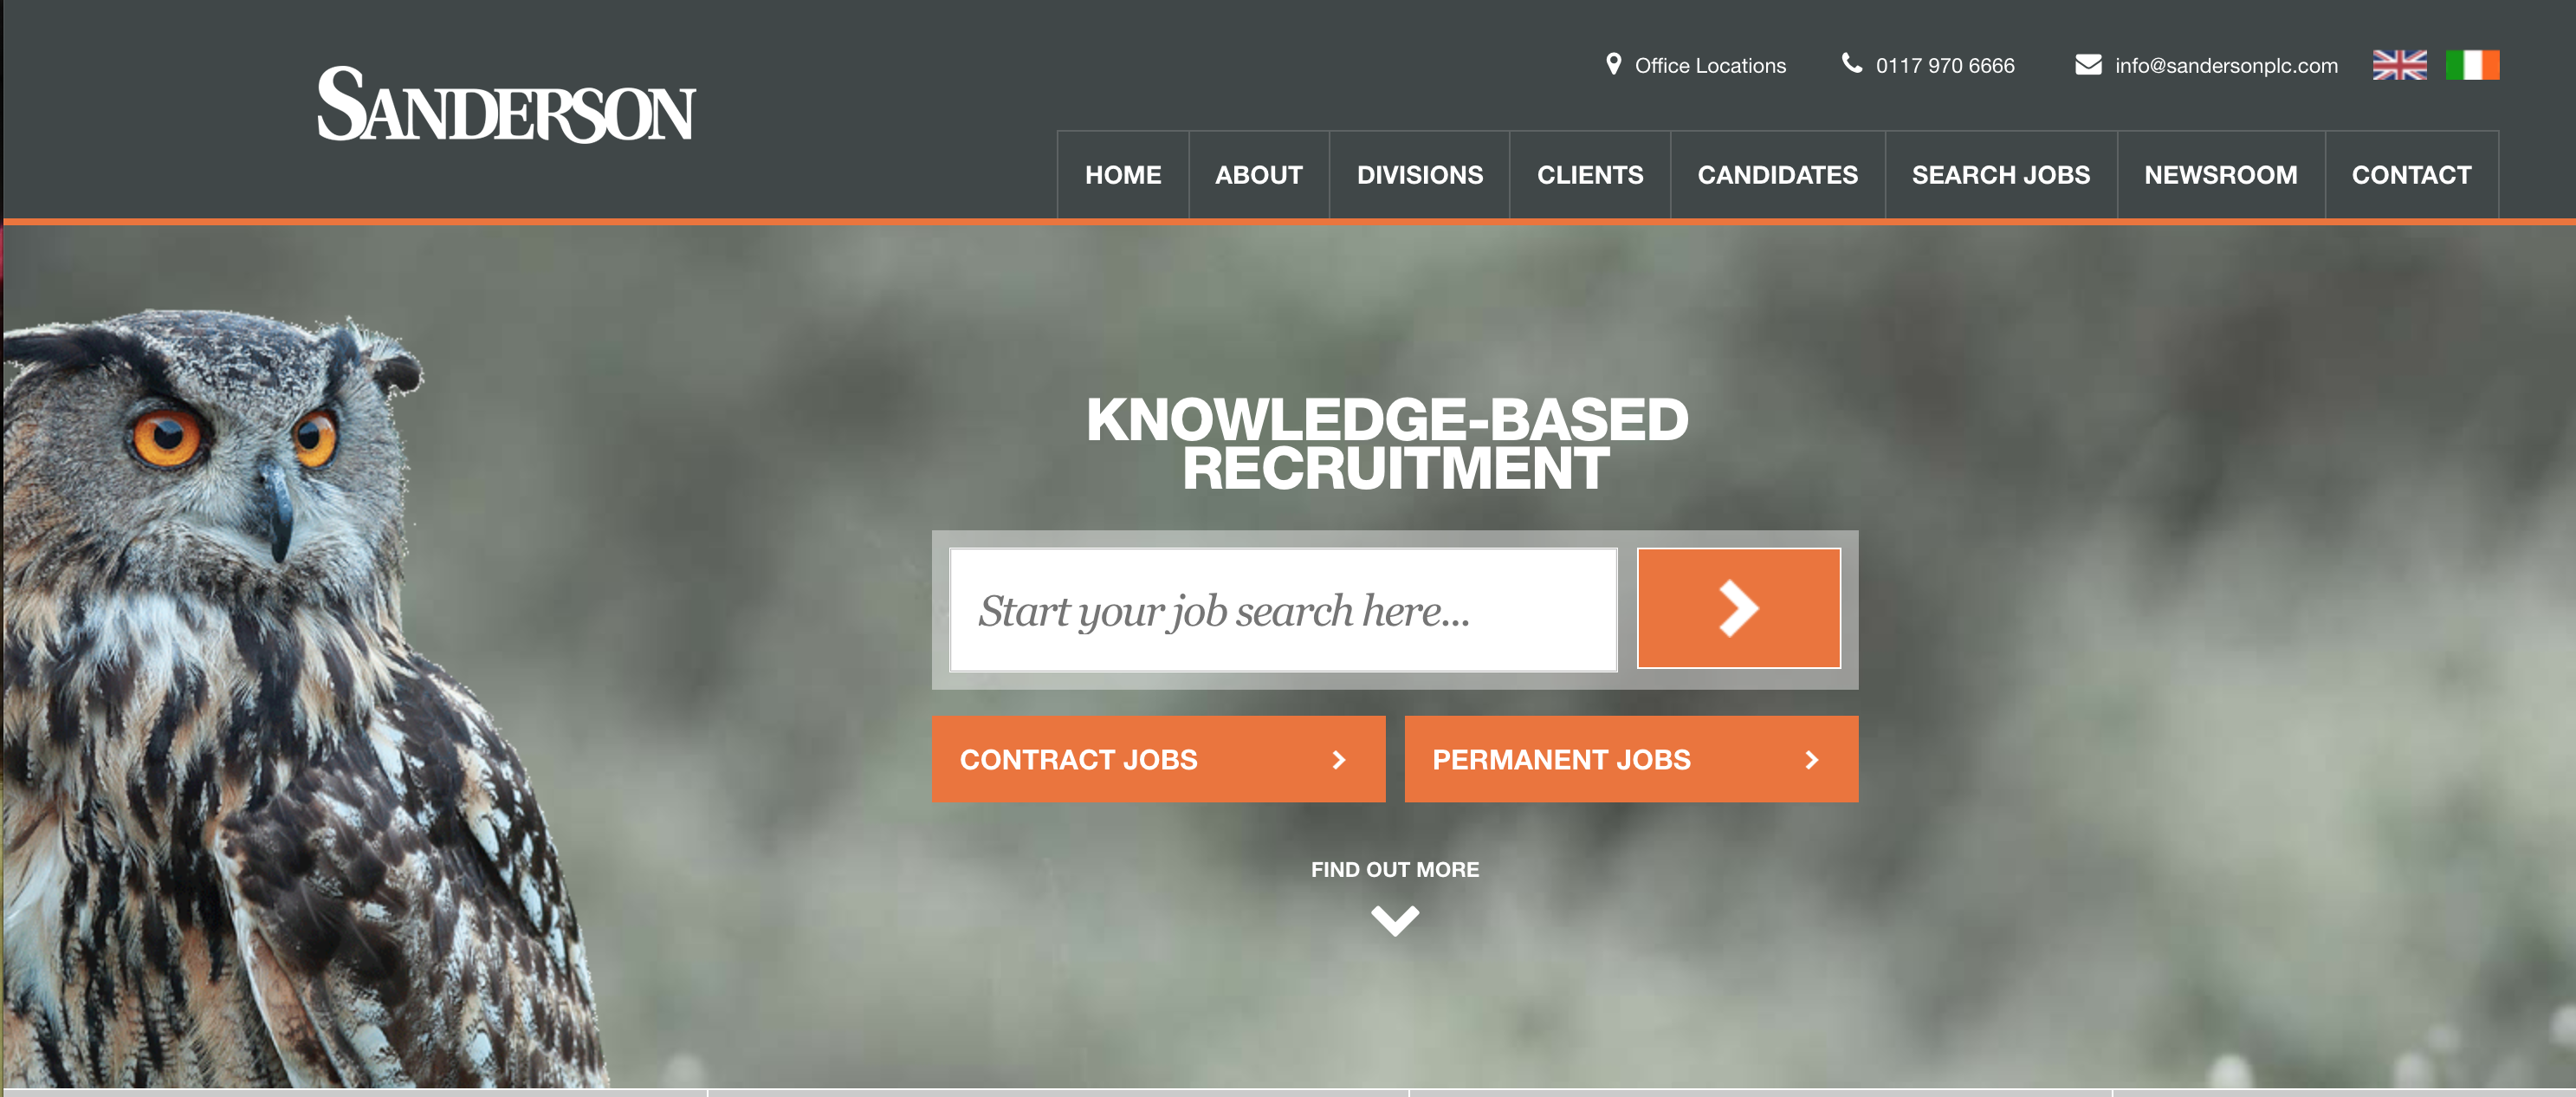 Office Locations
0117 970 6666
info@sandersonplc.com
SANDERSON
HOME
ABOUT
DIVISIONS
CLIENTS
CANDIDATES
SEARCH JOBS
NEWSROOM
CONTACT
KNOWLEDGE-BASED
RECRUITMENT
Start your job search here...
CONTRACT JOBS
PERMANENT JOBS
FIND OUT MORE